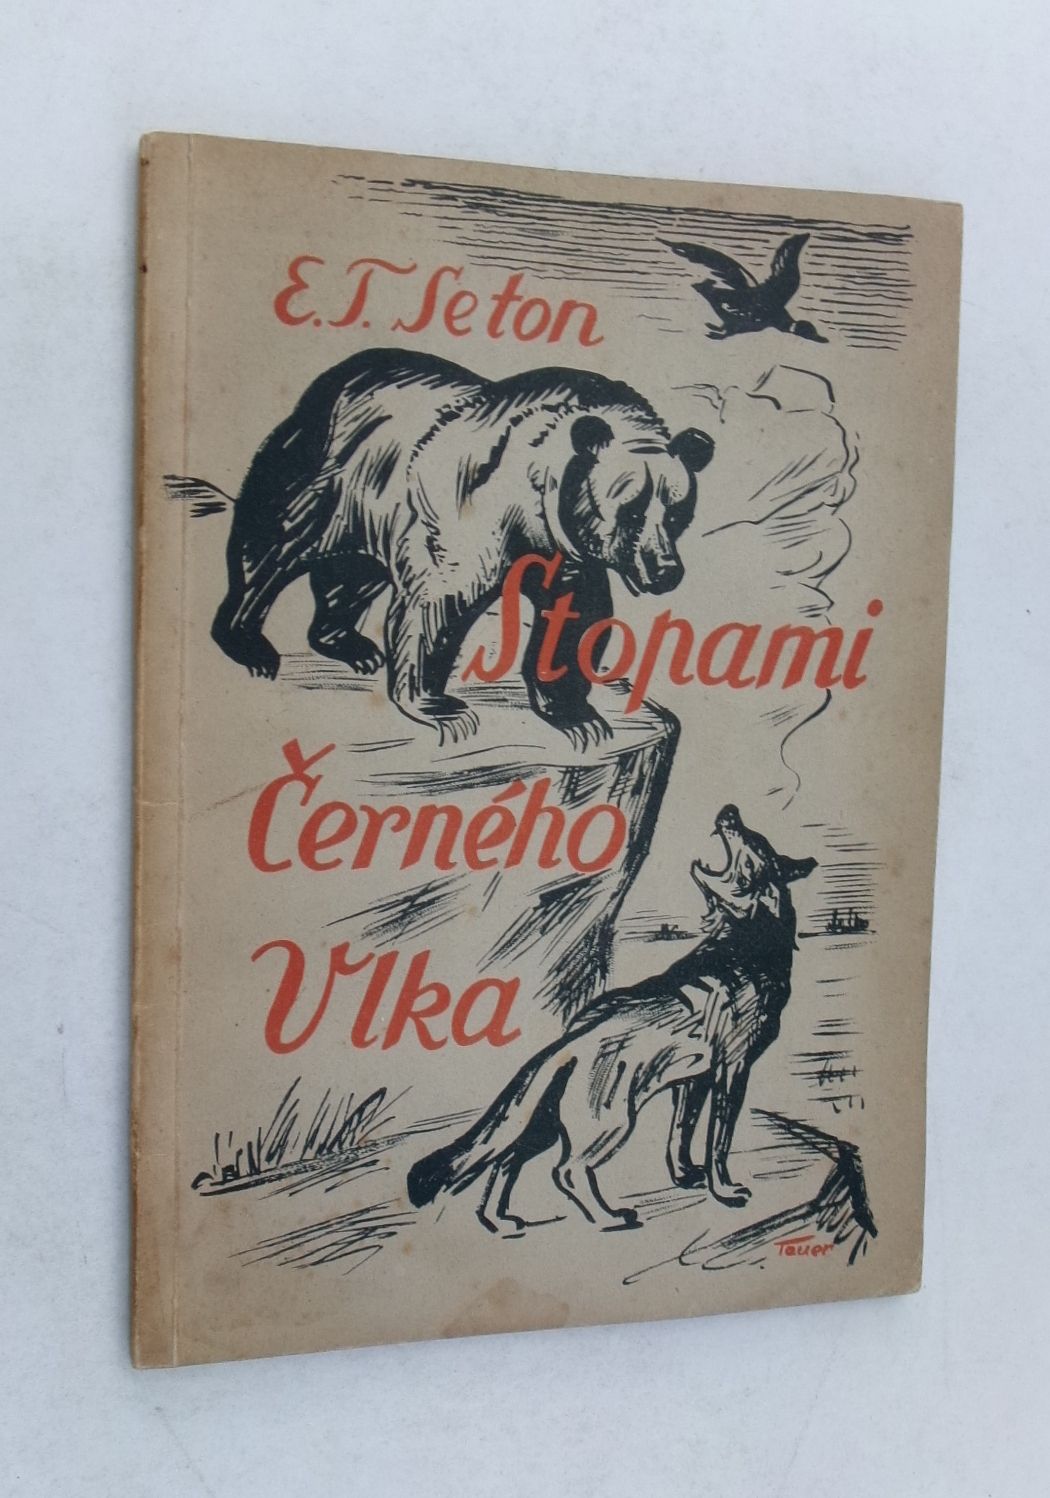 E. T. Seton
Stopami
Černého
Vlka
Tauer